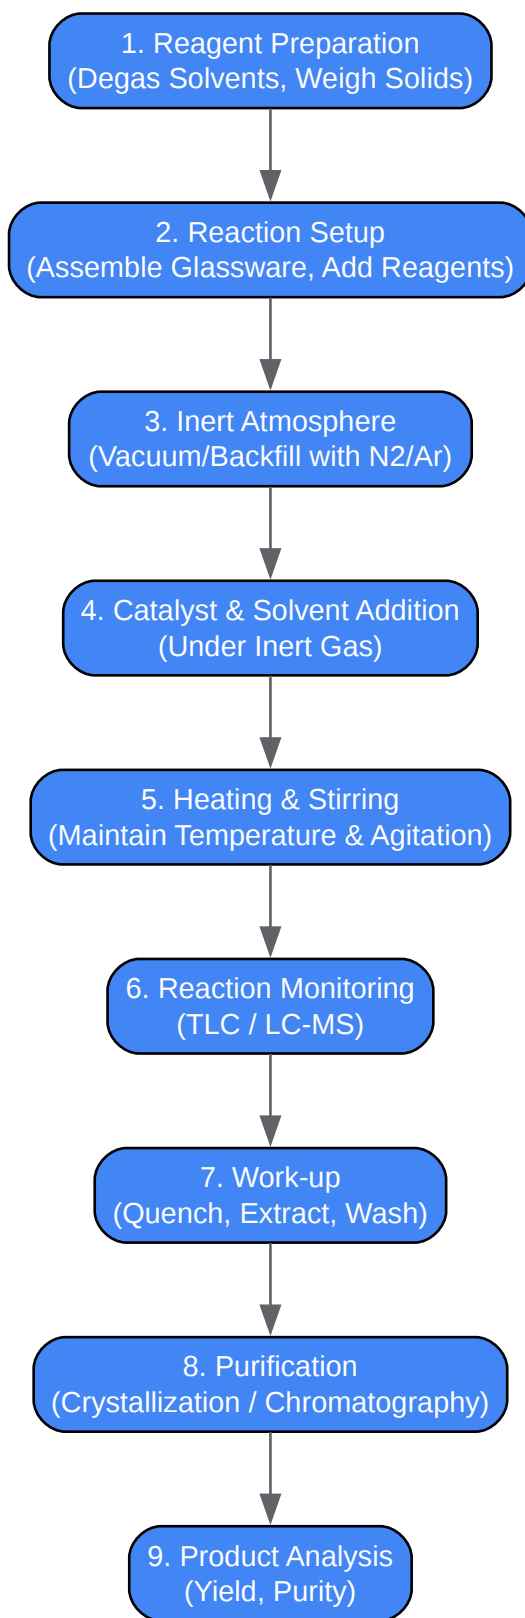 1. Reagent Preparation
(Degas Solvents, Weigh Solids)
2. Reaction Setup
(Assemble Glassware, Add Reagents)
3. Inert Atmosphere
(Vacuum/Backfill with N2/Ar)
4. Catalyst & Solvent Addition
(Under Inert Gas)
5. Heating & Stirring
(Maintain Temperature & Agitation)
6. Reaction Monitoring
(TLC / LC-MS)
7. Work-up
(Quench, Extract, Wash)
8. Purification
(Crystallization / Chromatography)
9. Product Analysis
(Yield, Purity)